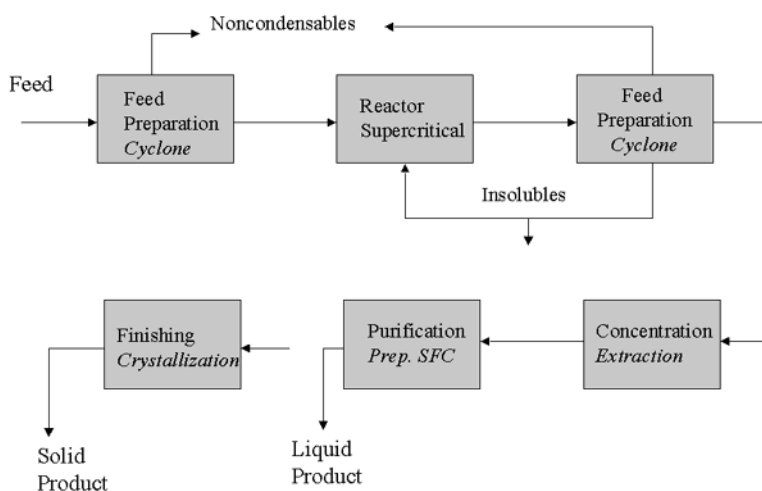 Noncondensables
Feed
Feed
Preparation
Cyclone
Reactor
Supercritical
Feed
Preparation
Cyclone
Insolubles
Finishing
Crystallization
Purification
Prep. SFC
Concentration
Extraction
Solid
Product
Liquid
Product